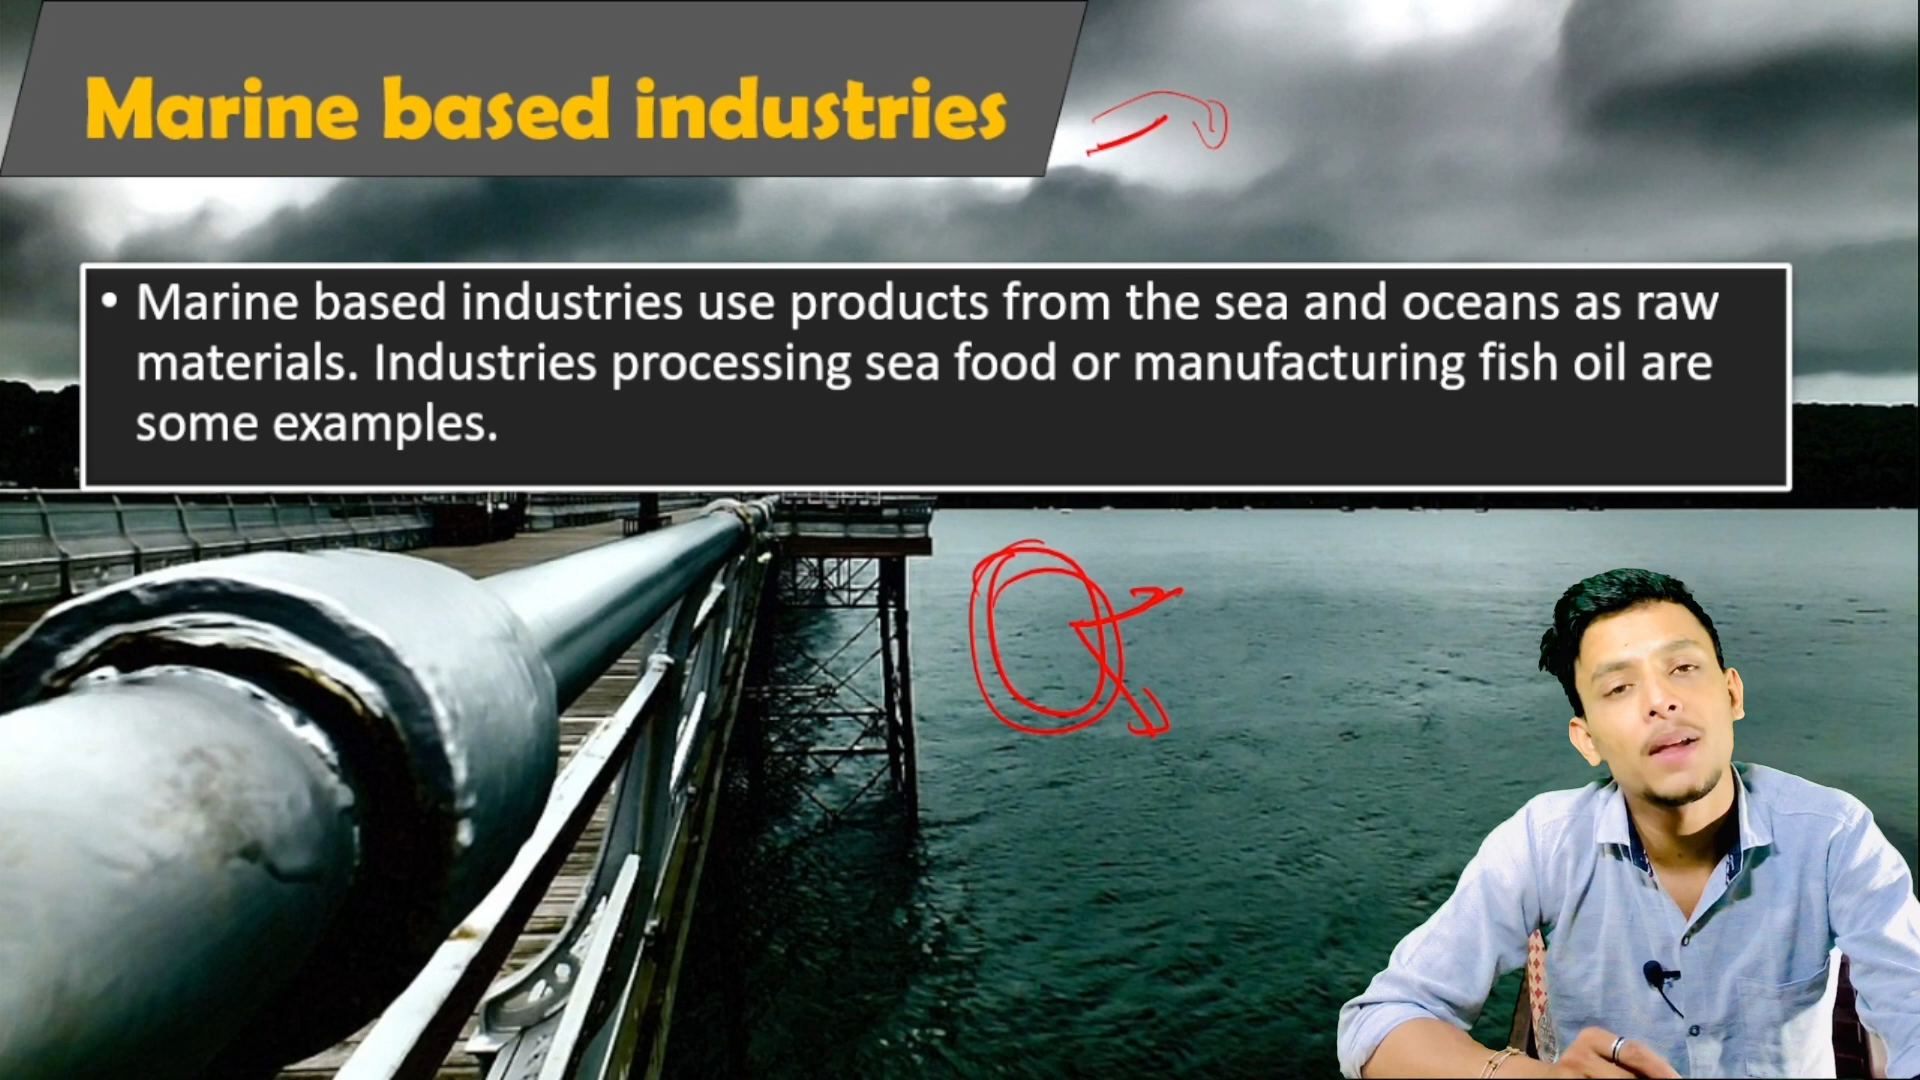 Marine based industries
• Marine based industries use products from the sea and oceans as raw
materials. Industries processing sea food or manufacturing fish oil are
some examples.